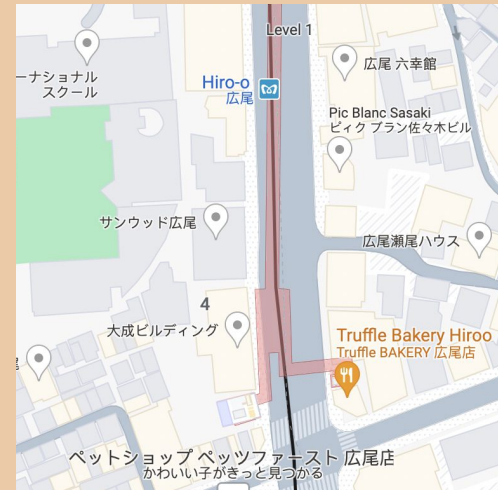 Level 1
広尾 六幸館
ーナショナル
スクール
Hiro-o
広尾
Pic Blanc Sasaki
ピィク ブラン佐々木ビル
サンウッド広尾
広尾瀬尾ハウス
4
大成ビルディング
Truffle Bakery Hiroo
Truffle BAKERY 広尾店
ペットショップ ペッツファースト 広尾店
かわいい子がきっと見つかる